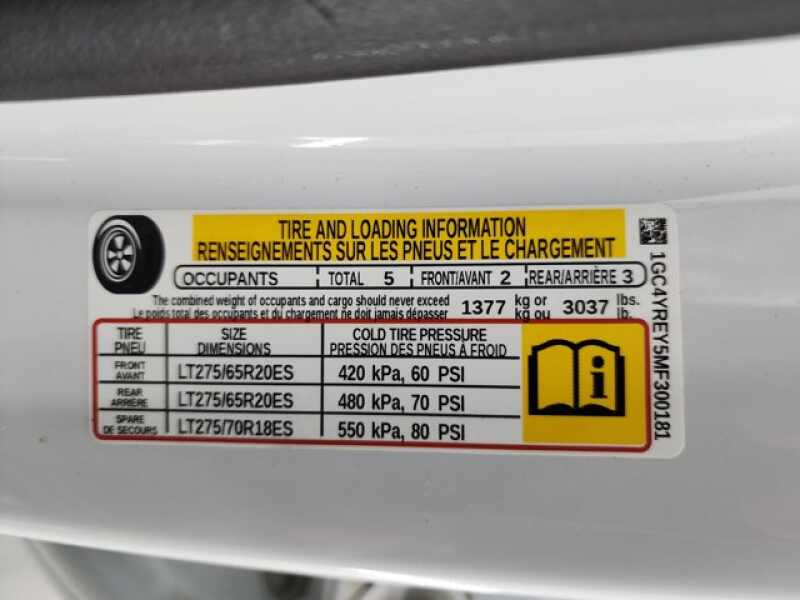 TIRE AND LOADING INFORMATION
RENSEIGNEMENTS SUR LES PNEUS ET LE CHARGEMENT
OCCUPANTS TOTAL 5 FRONT/AVANT 2 REAR/ARRIÈRE 3
The combined weight of occupants and cargo should never exceed 1377 kg or 3037 lbs.
Le poids total des occupants et du chargement ne doit jamais dépasser kg ou lb.
TIRE SIZE COLD TIRE PRESSURE
PNEU DIMENSIONS PRESSION DES PNEUS À FROID
FRONT
AVANT LT275/65R20ES 420 kPa, 60 PSI
REAR
ARRIÈRE LT275/65R20ES 480 kPa, 70 PSI
SPARE
DE SECOURS LT275/70R18ES 550 kPa, 80 PSI
1GC4YREY5MF300181